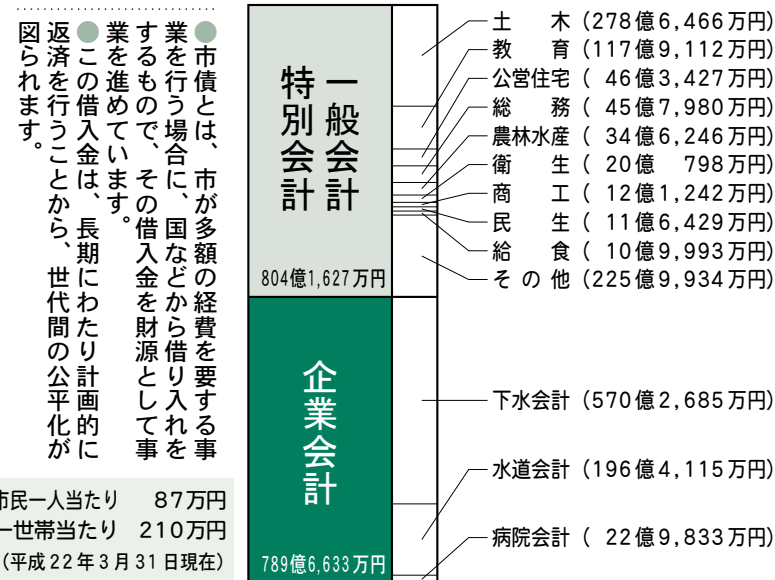 ●市債とは、市が多額の経費を要する事
業を行う場合に、国などから借り入れを
するもので、その借入金を財源として事
業を進めています。
●この借入金は、長期にわたり計画的に
返済を行うことから、世代間の公平化が
図られます。
市民一人当たり 87万円
一世帯当たり 210万円
(平成22年3月31日現在)
一般会計
特別会計
804億1,627万円
土木(278億6,466万円)
教育(117億9,112万円)
公営住宅(46億3,427万円)
総務(45億7,980万円)
農林水産(34億6,246万円)
衛生(20億 798万円)
商工(12億1,242万円)
民生(11億6,429万円)
給食(10億9,993万円)
その他(225億9,934万円)
企業会計
789億6,633万円
下水会計(570億2,685万円)
水道会計(196億4,115万円)
病院会計(22億9,833万円)